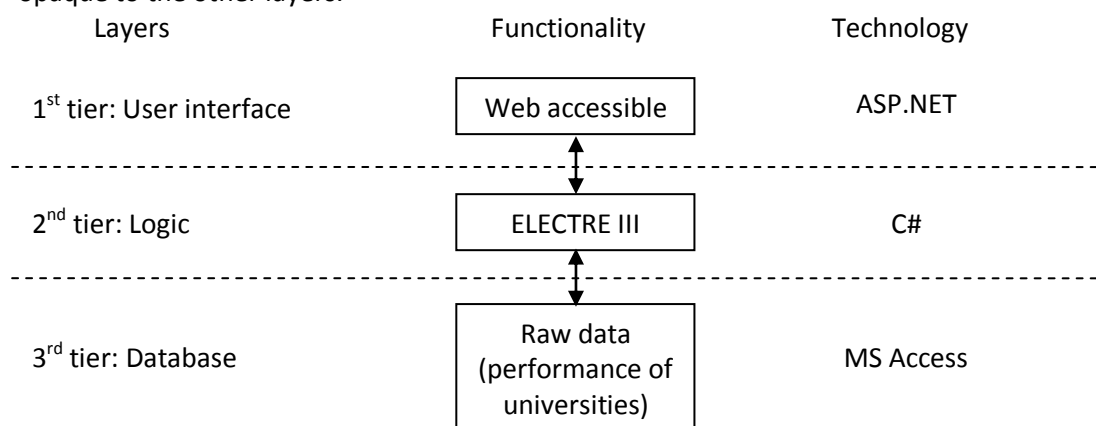 opaque to the other layers.
Layers Functionality Technology
1st tier: User interface Web accessible ASP.NET
2nd tier: Logic ELECTRE III C#
Raw data
3rd tier: Database (performance of MS Access
universities)